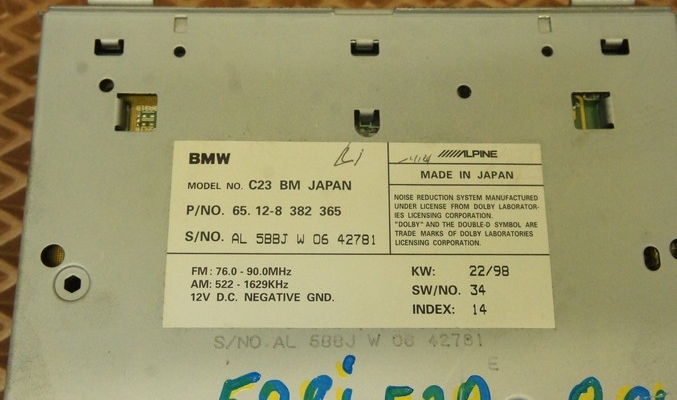 BMW
MODEL NO. C23 BM JAPAN
P/NO. 65. 12-8 382 365
S/NO. AL 5BBJ W 06 42781
ALPINE
MADE IN JAPAN
NOISE REDUCTION SYSTEM MANUFACTURED
UNDER LICENSE FROM DOLBY LABORATOR-
IES LICENSING CORPORATION.
"DOLBY" AND THE DOUBLE-D SYMBOL ARE
TRADE MARKS OF DOLBY LABORATORIES
LICENSING CORPORATION.
FM: 76.0 - 90.0MHz
AM: 522 - 1629KHz
12V D.C. NEGATIVE GND.
KW: 22/98
SW/NO. 34
INDEX: 14
S/NO. AL 5BBJ W 06 42781
E